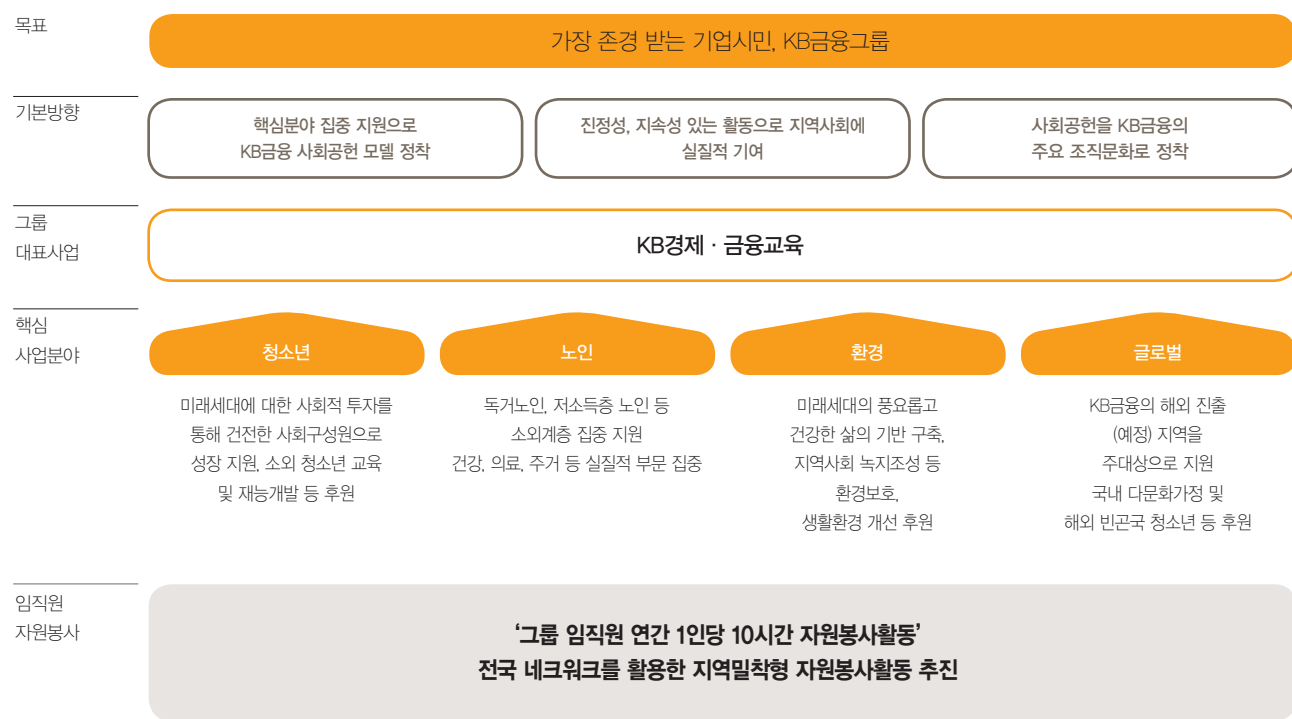 목표
가장 존경 받는 기업시민, KB금융그룹
기본방향
핵심분야 집중 지원으로
KB금융 사회공헌 모델 정착
진정성, 지속성 있는 활동으로 지역사회에
실질적 기여
사회공헌을 KB금융의
주요 조직문화로 정착
그룹
대표사업
KB경제 · 금융교육
핵심
사업분야
청소년
미래세대에 대한 사회적 투자를
통해 건전한 사회구성원으로
성장 지원, 소외 청소년 교육
및 재능개발 등 후원
노인
독거노인, 저소득층 노인 등
소외계층 집중 지원
건강, 의료, 주거 등 실질적 부문 집중
환경
미래세대의 풍요롭고
건강한 삶의 기반 구축,
지역사회 녹지조성 등
환경보호,
생활환경 개선 후원
글로벌
KB금융의 해외 진출
(예정) 지역을
주대상으로 지원
국내 다문화가정 및
해외 빈곤국 청소년 등 후원
임직원
자원봉사
‘그룹 임직원 연간 1인당 10시간 자원봉사활동’
전국 네크워크를 활용한 지역밀착형 자원봉사활동 추진